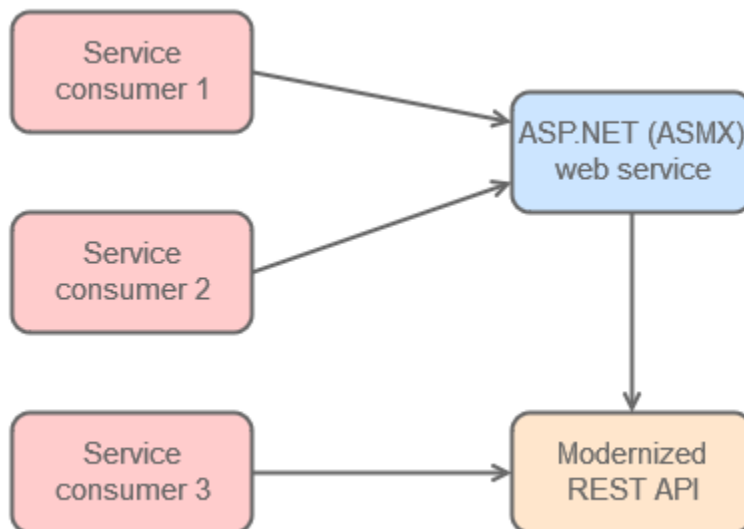 Service
consumer 1
ASP.NET (ASMX)
web service
Service
consumer 2
Service
consumer 3
Modernized
REST API